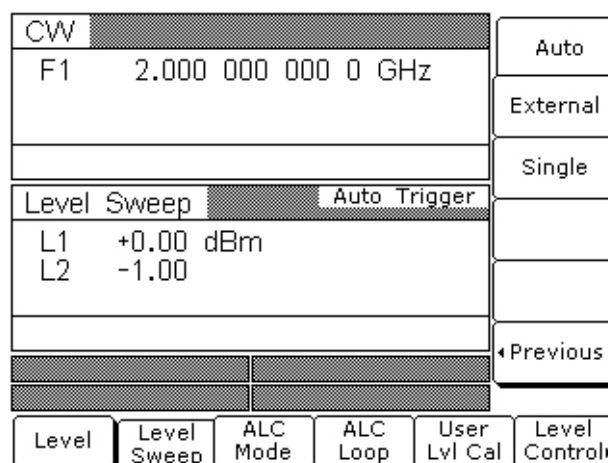 CW
F1 2.000 000 000 0 GHz
Level Sweep Auto Trigger
L1 +0.00 dBm
L2 -1.00
Auto
External
Single
Previous
Level
Level Sweep
ALC Mode
ALC Loop
User Lvl Cal
Level Control